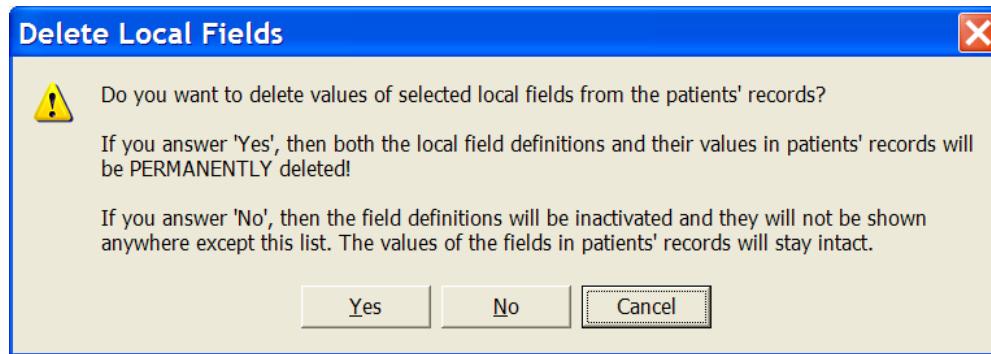 Delete Local Fields
Do you want to delete values of selected local fields from the patients' records?
If you answer 'Yes', then both the local field definitions and their values in patients' records will
be PERMANENTLY deleted!
If you answer 'No', then the field definitions will be inactivated and they will not be shown
anywhere except this list. The values of the fields in patients' records will stay intact.
Yes No Cancel